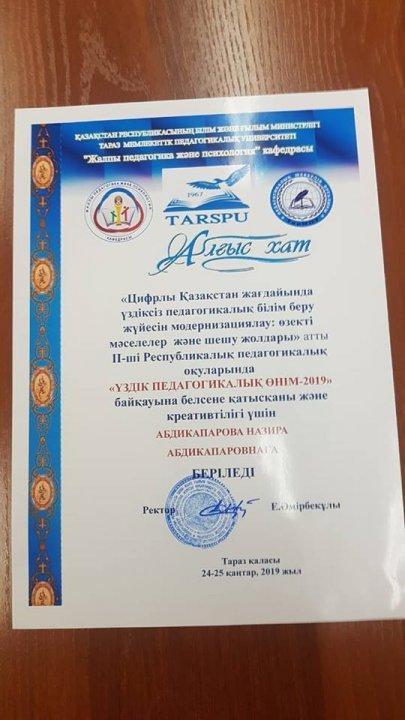 ҚАЗАҚСТАН РЕСПУБЛИКАСЫНЫҢ БІЛІМ ЖӘНЕ ҒЫЛЫМ МИНИСТРЛІГІ
ТАРАЗ МЕМЛЕКЕТТІК ПЕДАГОГИКАЛЫҚ УНИВЕРСИТЕТІ
"Жалпы педагогика және психология" кафедрасы
1967
TARSPU
КАФЕДРАСЫ
Алғыс хат
«Цифрлы Қазақстан жағдайыида
үздіксіз педагогикалық білім беру
жүйесін модернизациялау: өзекті
мәселелер және шешу жолдары» атты
ІІ-ші Республикалық педагогикалық
оқуларында
«ҮЗДІК ПЕДАГОГИКАЛЫҚ ӨНІМ-2019»
байқауына белсене қатысқаны және
креативтілігі үшін
АБДИКАПАРОВА НАЗИРА
АБДИКАПАРОВНАҒА
БЕРІЛЕДІ
Ректор Е.Әмірбекұлы
Тараз қаласы
24-25 қаңтар, 2019 жыл